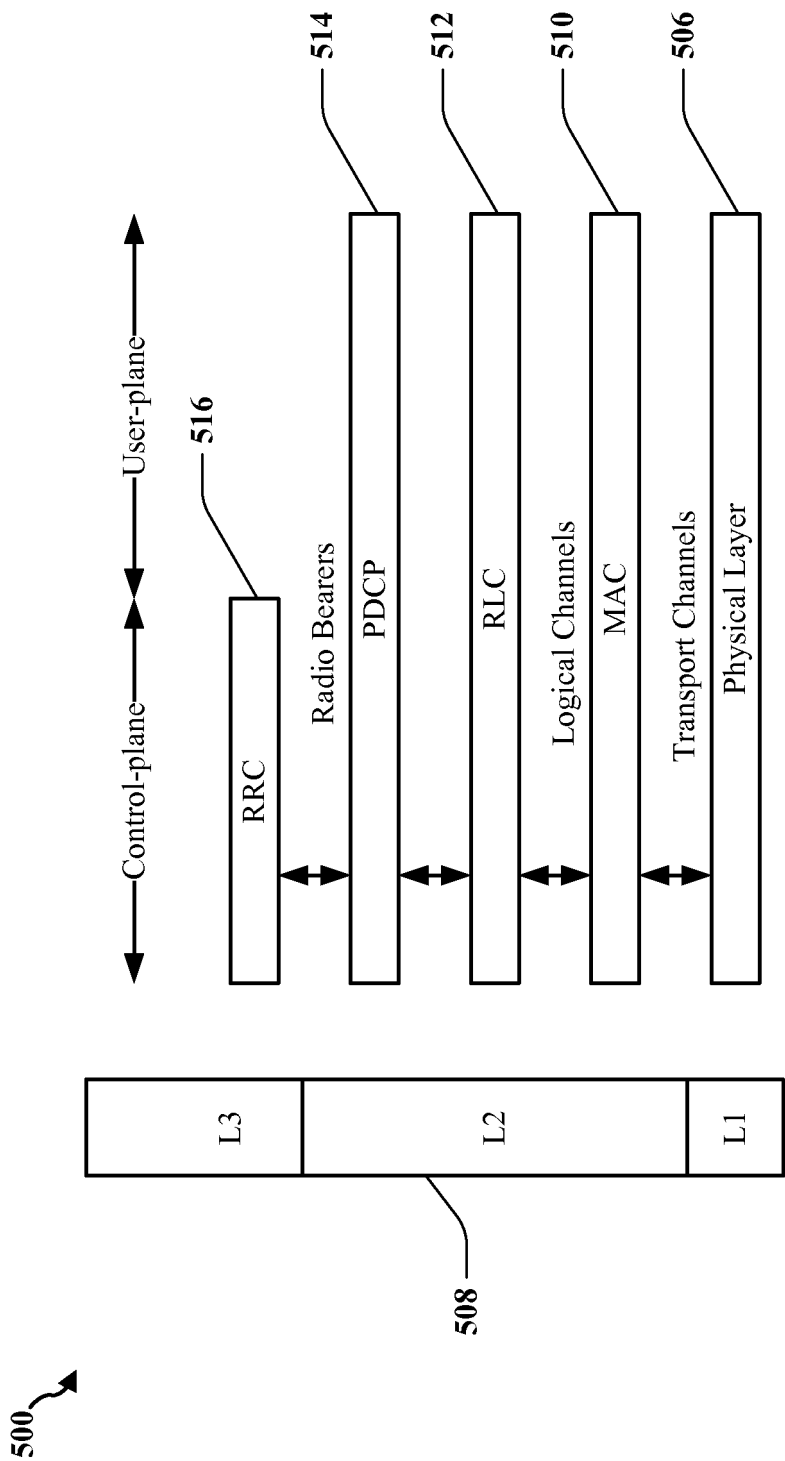 500
Control-plane
User-plane
L3
RRC
516
Radio Bearers
508
L2
PDCP
514
RLC
512
Logical Channels
MAC
510
Transport Channels
L1
Physical Layer
506